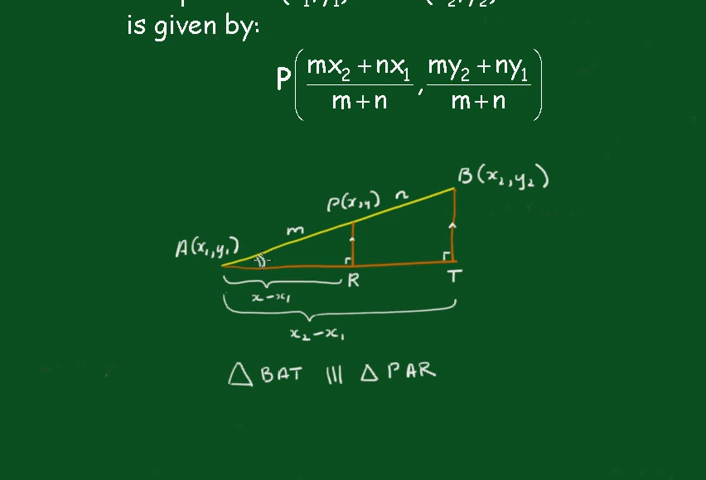 is given by:
P( (mx₂ + nx₁)/(m + n) , (my₂ + ny₁)/(m + n) )
B(x₂,y₂)
P(x,y) n
m
A(x₁,y₁)
R T
x-x₁
x₂-x₁
△ BAT ||| △ PAR